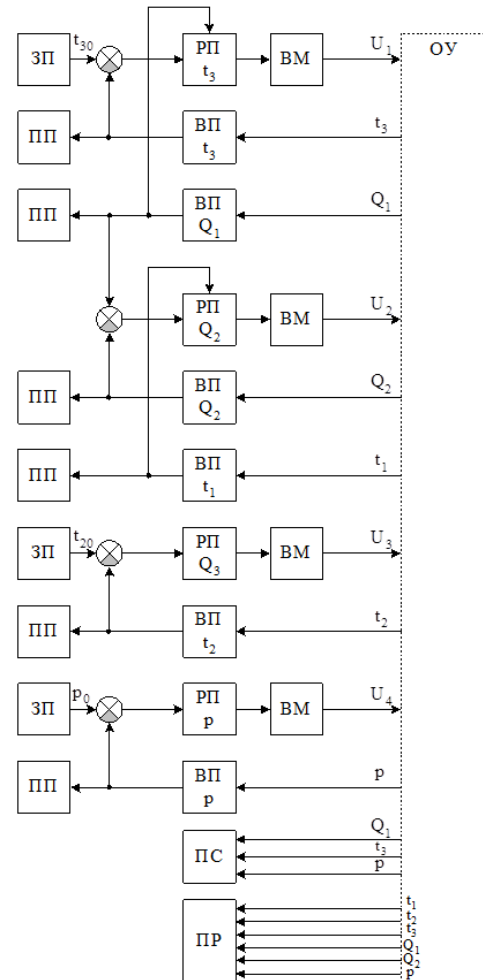 t₃₀ U₁
ЗП РП t₃ ВМ ОУ
ПП ВП t₃ t₃
ПП ВП Q₁ Q₁
РП Q₂ ВМ U₂
ПП ВП Q₂ Q₂
ПП ВП t₁ t₁
ЗП t₂₀ РП Q₃ ВМ U₃
ПП ВП t₂ t₂
ЗП p₀ РП p ВМ U₄
ПП ВП p p
ПС
Q₁
t₃
p
ПР
t₁
t₂
t₃
Q₁
Q₂
p